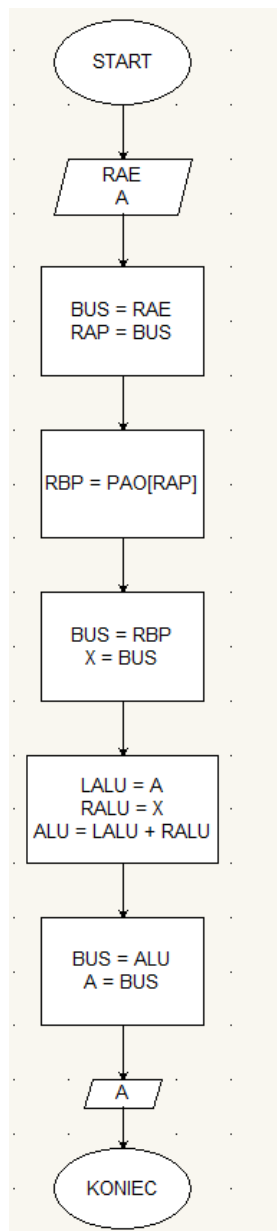 START
RAE
A
BUS = RAE
RAP = BUS
RBP = PAO[RAP]
BUS = RBP
X = BUS
LALU = A
RALU = X
ALU = LALU + RALU
BUS = ALU
A = BUS
A
KONIEC